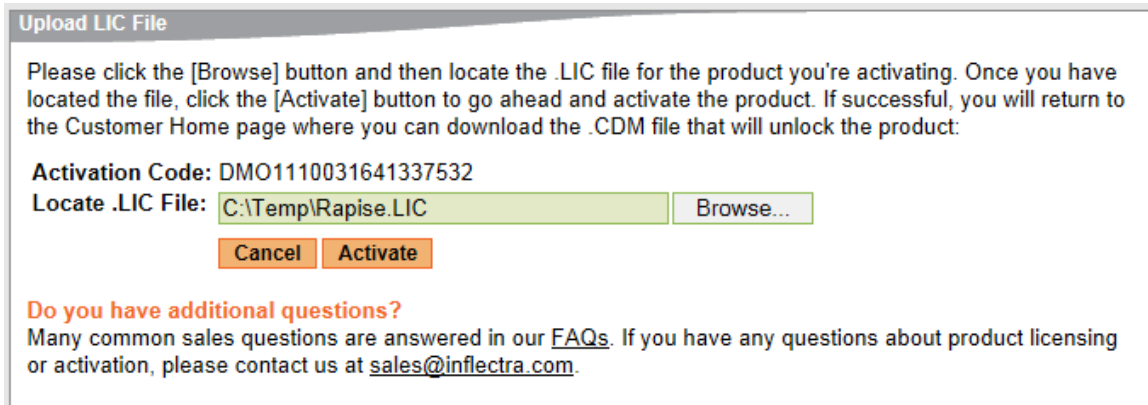 Upload LIC File
Please click the [Browse] button and then locate the .LIC file for the product you're activating. Once you have
located the file, click the [Activate] button to go ahead and activate the product. If successful, you will return to
the Customer Home page where you can download the .CDM file that will unlock the product:
Activation Code: DMO1110031641337532
Locate .LIC File: C:\Temp\Rapise.LIC Browse...
Cancel Activate
Do you have additional questions?
Many common sales questions are answered in our FAQs. If you have any questions about product licensing
or activation, please contact us at sales@inflectra.com.